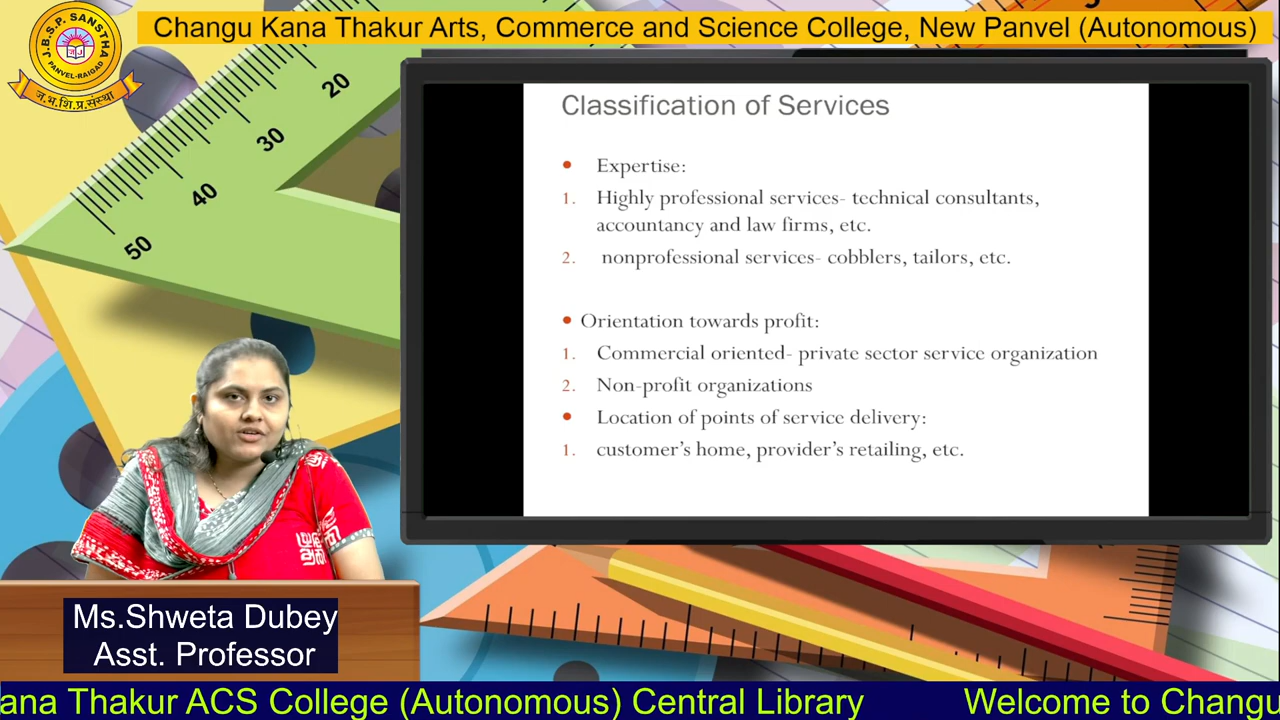 Changu Kana Thakur Arts, Commerce and Science College, New Panvel (Autonomous)
J.B.S.P. SANSTHA
PANVEL-RAIGAD
ज.भ.शि.प्र.संस्था
20
30
40
50
Classification of Services
• Expertise:
1. Highly professional services- technical consultants,
accountancy and law firms, etc.
2. nonprofessional services- cobblers, tailors, etc.
• Orientation towards profit:
1. Commercial oriented- private sector service organization
2. Non-profit organizations
• Location of points of service delivery:
1. customer's home, provider's retailing, etc.
Ms.Shweta Dubey
Asst. Professor
ana Thakur ACS College (Autonomous) Central Library Welcome to Changu